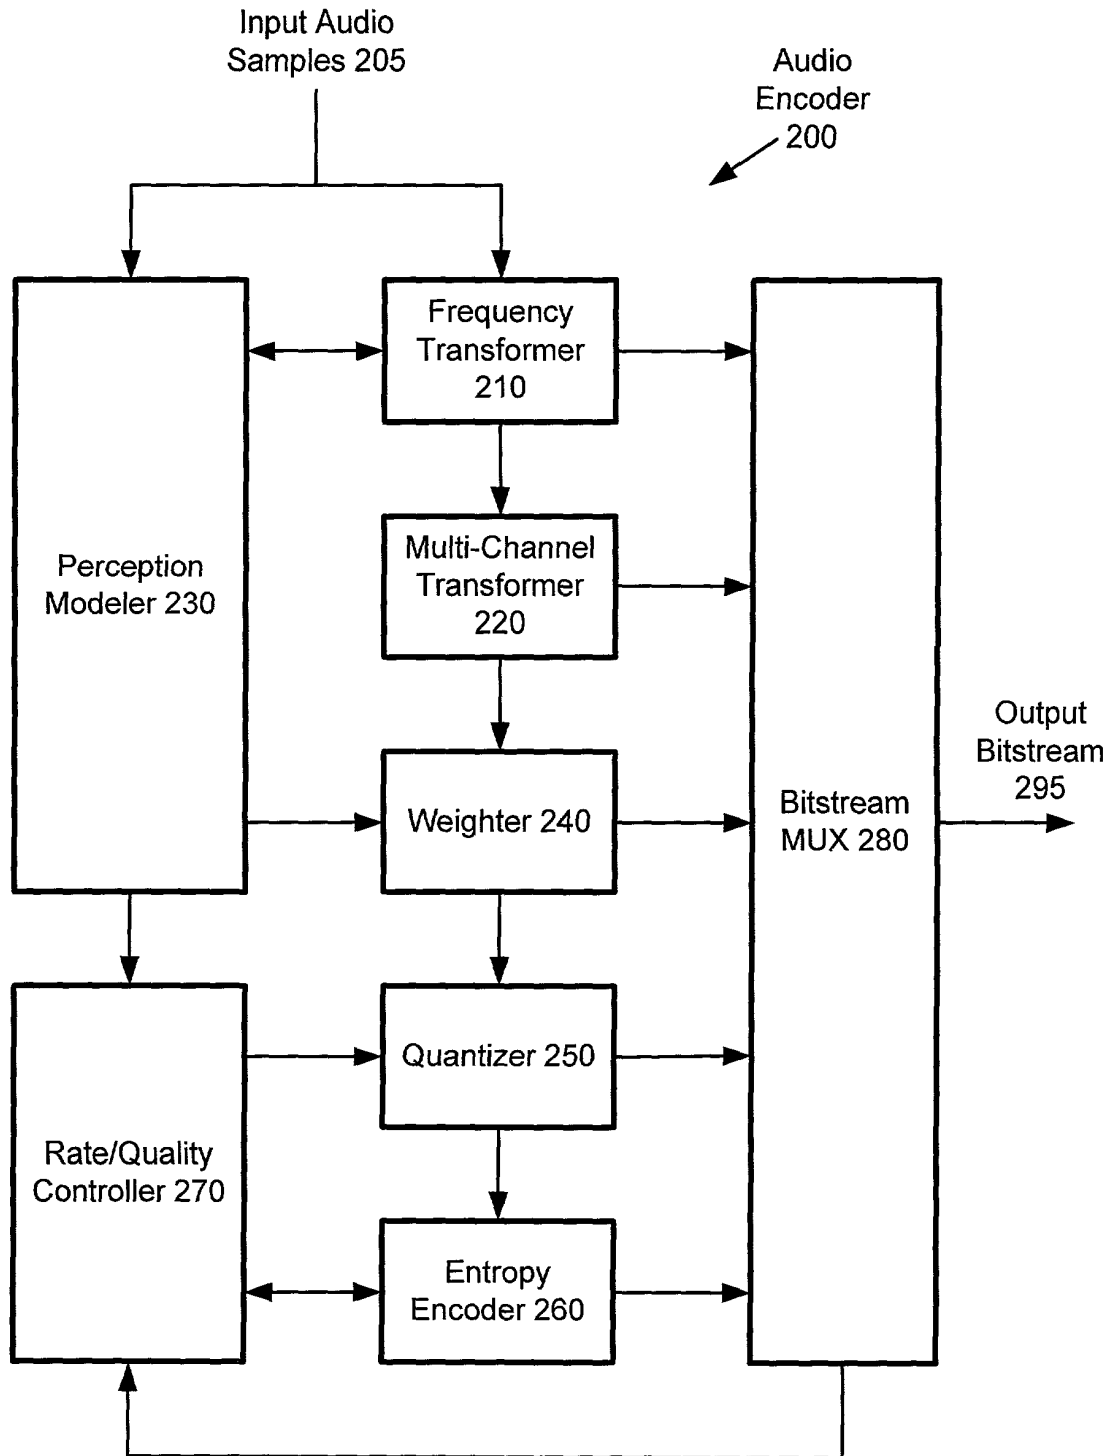 Input Audio
Samples 205
Audio
Encoder
200
Frequency
Transformer
210
Multi-Channel
Transformer
220
Perception
Modeler 230
Weighter 240
Bitstream
MUX 280
Output
Bitstream
295
Quantizer 250
Rate/Quality
Controller 270
Entropy
Encoder 260